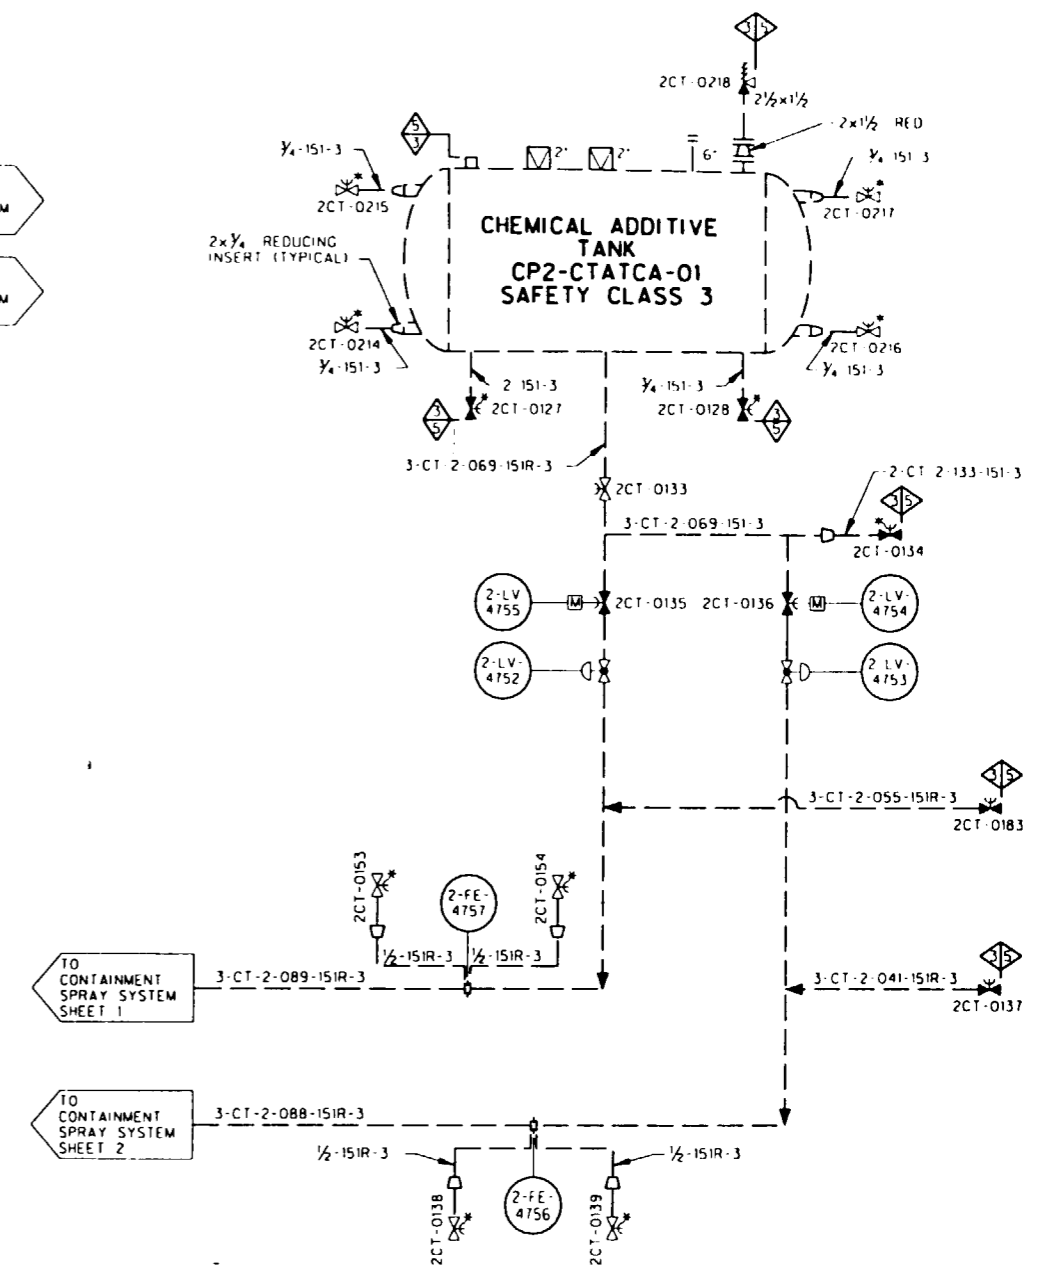 3 5
2CT-0218
2½x1½
2x1½ RED
5
3
¾-151-3
2"
2"
6"
¾-151-3
2CT-0215
2CT-0217
CHEMICAL ADDITIVE
TANK
CP2-CTATCA-01
SAFETY CLASS 3
2x¾ REDUCING
INSERT (TYPICAL)
M
M
2CT-0214
¾-151-3
2CT-0216
¾-151-3
2-151-3
¾-151-3
3
5
2CT-0127
2CT-0128
3
5
3-CT-2-069-151R-3
2CT-0133
2-CT-2-133-151-3
3 5
3-CT-2-069-151-3
2CT-0134
2-LV-
4755
M
2CT-0135
2CT-0136
M
2-LV-
4754
2-LV-
4752
2-LV-
4753
3 5
3-CT-2-055-151R-3
2CT-0183
2CT-0153
2-FE-
4757
2CT-0154
½-151R-3
½-151R-3
3 5
TO
CONTAINMENT
SPRAY SYSTEM
SHEET 1
3-CT-2-089-151R-3
3-CT-2-041-151R-3
2CT-0137
TO
CONTAINMENT
SPRAY SYSTEM
SHEET 2
3-CT-2-088-151R-3
½-151R-3
½-151R-3
2CT-0138
2-FE-
4756
2CT-0139